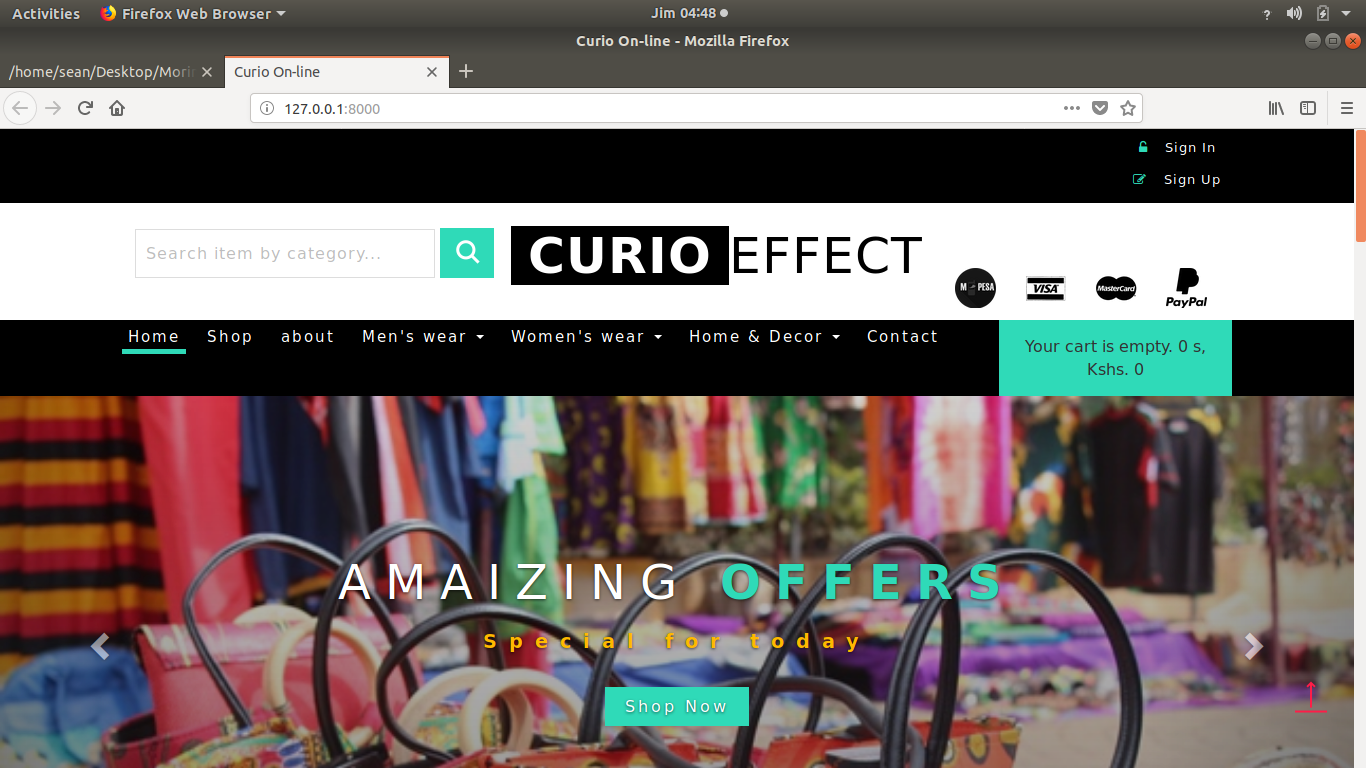 Activities Firefox Web Browser Jim 04:48
Curio On-line - Mozilla Firefox
/home/sean/Desktop/Morin Curio On-line
127.0.0.1:8000
Sign In
Sign Up
Search item by category...
CURIO EFFECT
M PESA VISA MasterCard PayPal
Home Shop about Men's wear Women's wear Home & Decor Contact
Your cart is empty. 0 s,
Kshs. 0
AMAIZING OFFERS
Special for today
Shop Now